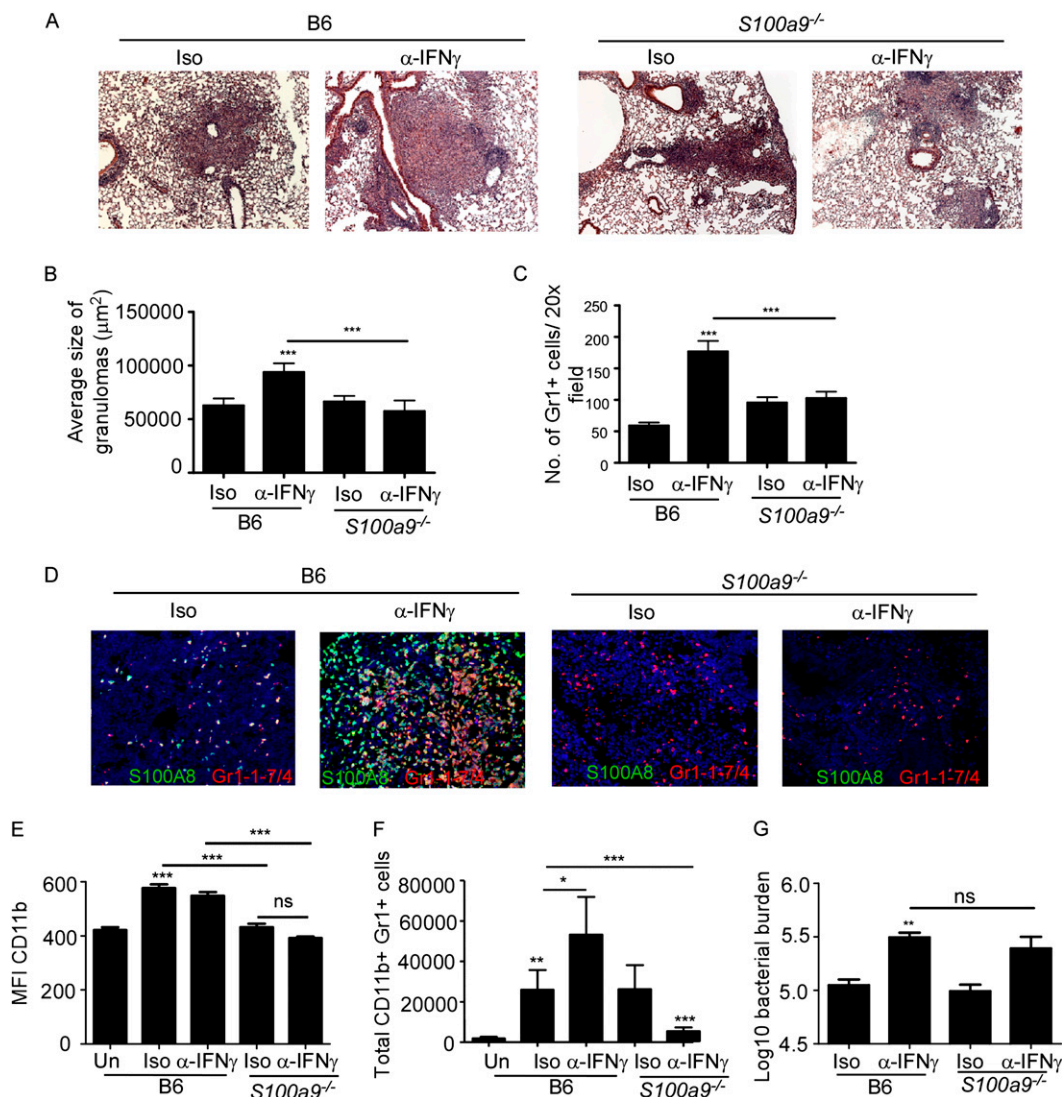 A
B6
S100a9-/-
Iso
α-IFNγ
Iso
α-IFNγ
B
Average size of
granulomas (μm2)
150000
100000
50000
0
***
***
Iso
α-IFNγ
Iso
α-IFNγ
B6
S100a9-/-
C
No. of Gr1+ cells/ 20x
field
250
200
150
100
50
0
***
***
Iso
α-IFNγ
Iso
α-IFNγ
B6
S100a9-/-
D
B6
S100a9-/-
Iso
α-IFNγ
Iso
α-IFNγ
S100A8 Gr1-1-7/4
S100A8 Gr1-1-7/4
S100A8 Gr1-1-7/4
S100A8 Gr1-1-7/4
E
MFI CD11b
600
400
200
0
***
***
***
ns
Un
Iso
α-IFNγ
Iso
α-IFNγ
B6
S100a9-/-
F
Total CD11b+ Gr1+ cells
80000
60000
40000
20000
0
***
*
**
***
Un
Iso
α-IFNγ
Iso
α-IFNγ
B6
S100a9-/-
G
Log10 bacterial burden
6.0
5.5
5.0
4.5
ns
**
Iso
α-IFNγ
Iso
α-IFNγ
B6
S100a9-/-